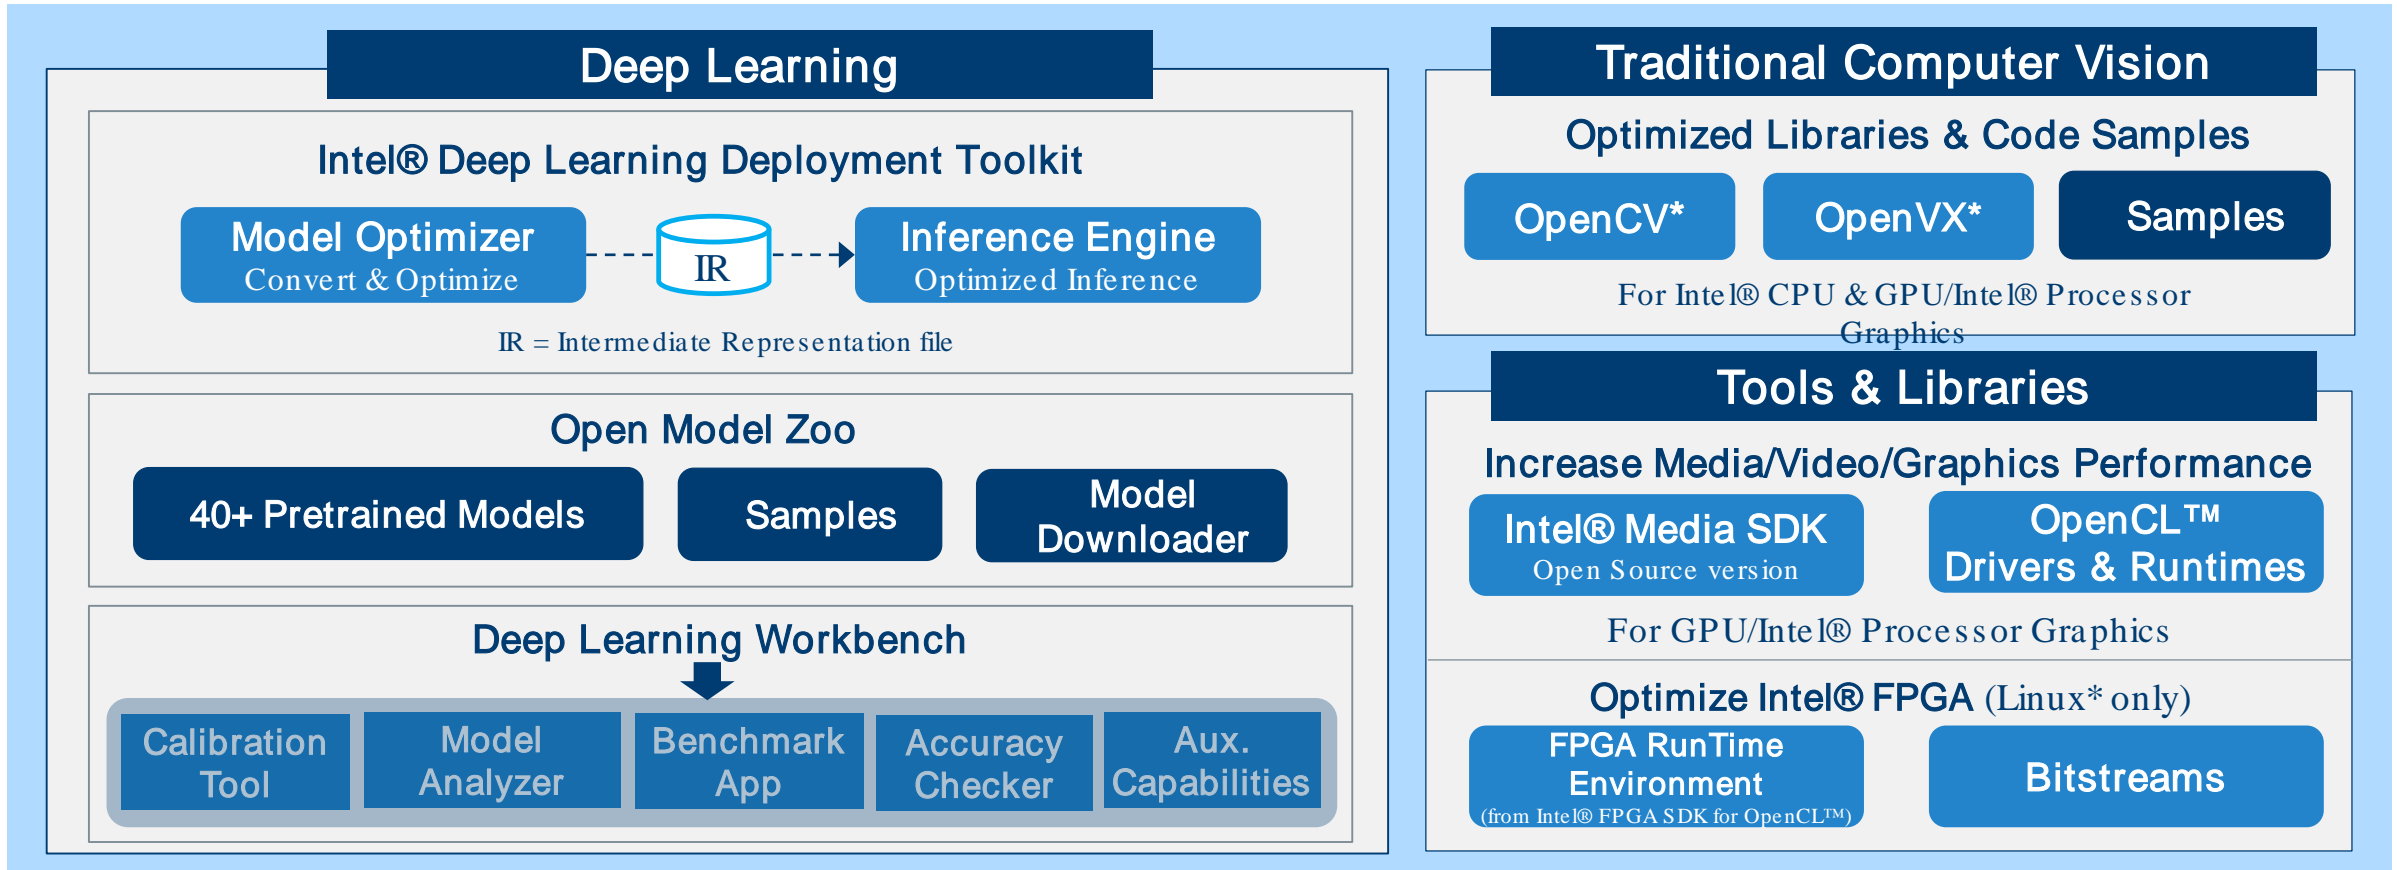 Deep Learning
Intel® Deep Learning Deployment Toolkit
Model Optimizer
Convert & Optimize
IR
Inference Engine
Optimized Inference
IR = Intermediate Representation file
Open Model Zoo
40+ Pretrained Models
Samples
Model
Downloader
Deep Learning Workbench
Calibration
Tool
Model
Analyzer
Benchmark
App
Accuracy
Checker
Aux.
Capabilities
Traditional Computer Vision
Optimized Libraries & Code Samples
OpenCV*
OpenVX*
Samples
For Intel® CPU & GPU/Intel® Processor
Graphics
Tools & Libraries
Increase Media/Video/Graphics Performance
Intel® Media SDK
Open Source version
OpenCL™
Drivers & Runtimes
For GPU/Intel® Processor Graphics
Optimize Intel® FPGA (Linux* only)
FPGA RunTime
Environment
(from Intel® FPGA SDK for OpenCL™)
Bitstreams